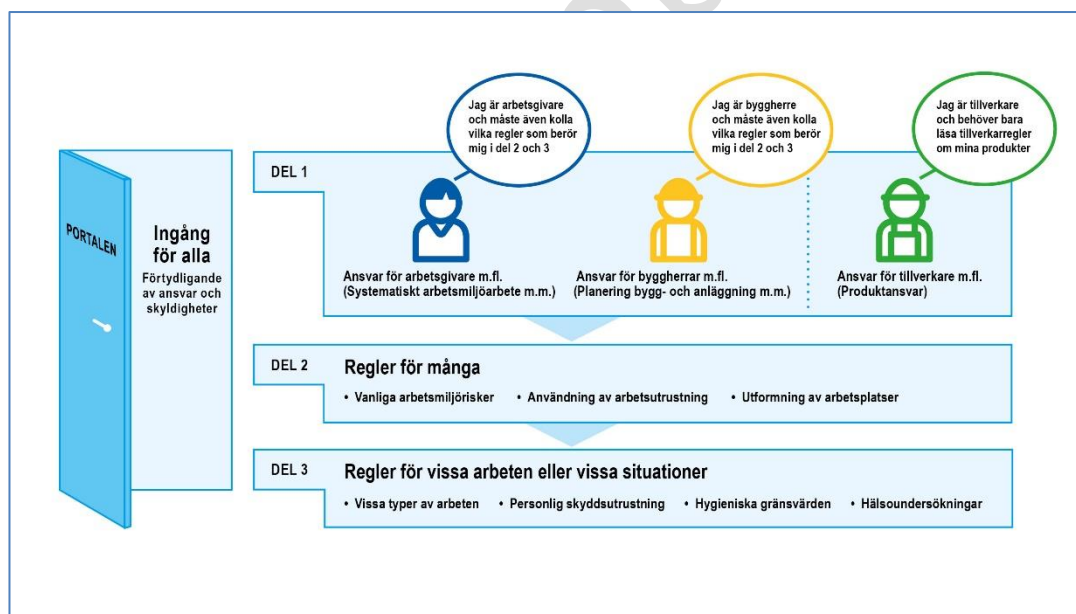 PORTALEN
Ingång
för alla
Förtydligande
av ansvar och
skyldigheter
DEL 1
Jag är arbetsgivare
och måste även kolla
vilka regler som berör
mig i del 2 och 3
Jag är byggherre
och måste även kolla
vilka regler som berör
mig i del 2 och 3
Jag är tillverkare
och behöver bara
läsa tillverkarregler
om mina produkter
Ansvar för arbetsgivare m.fl.
(Systematiskt arbetsmiljöarbete m.m.)
Ansvar för byggherrar m.fl.
(Planering bygg- och anläggning m.m.)
Ansvar för tillverkare m.fl.
(Produktansvar)
DEL 2
Regler för många
• Vanliga arbetsmiljörisker • Användning av arbetsutrustning • Utformning av arbetsplatser
DEL 3
Regler för vissa arbeten eller vissa situationer
• Vissa typer av arbeten • Personlig skyddsutrustning • Hygieniska gränsvärden • Hälsoundersökningar